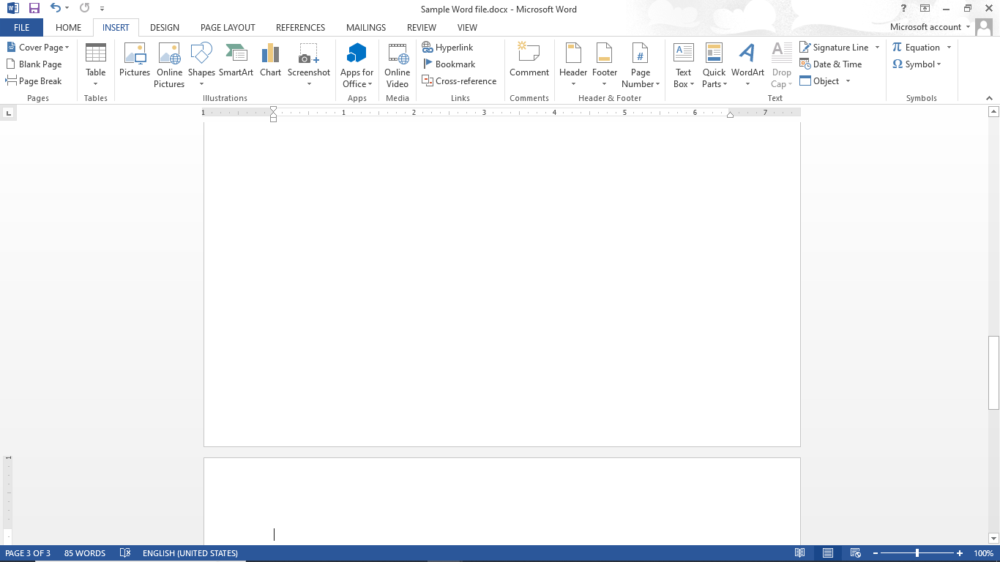 Sample Word file.docx - Microsoft Word
?
FILE HOME INSERT DESIGN PAGE LAYOUT REFERENCES MAILINGS REVIEW VIEW
Microsoft account
Cover Page
Blank Page
Page Break
Pages
Table
Tables
Pictures
Online
Pictures
Shapes
SmartArt
Chart
Screenshot
Illustrations
Apps for
Office
Apps
Online
Video
Media
Hyperlink
Bookmark
Cross-reference
Links
Comment
Comments
Header
Footer
Page
Number
Header & Footer
Text
Box
Quick
Parts
WordArt
Drop
Cap
Signature Line
Date & Time
Object
Text
Equation
Symbol
Symbols
1 1 2 3 4 5 6 7
1
PAGE 3 OF 3 85 WORDS ENGLISH (UNITED STATES)
100%